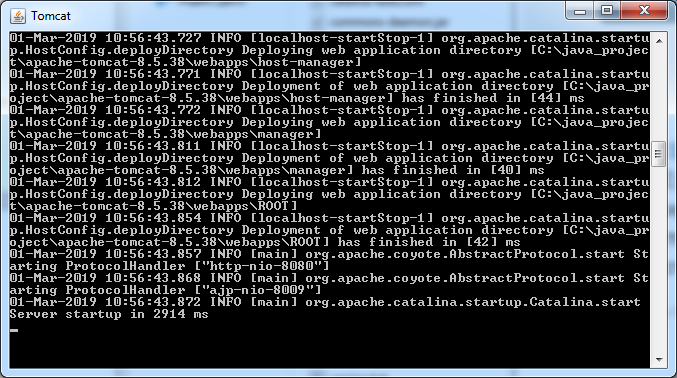 Tomcat
01-Mar-2019 10:56:43.727 INFO [localhost-startStop-1] org.apache.catalina.startu
p.HostConfig.deployDirectory Deploying web application directory [C:\java_projec
t\apache-tomcat-8.5.38\webapps\host-manager]
01-Mar-2019 10:56:43.771 INFO [localhost-startStop-1] org.apache.catalina.startu
p.HostConfig.deployDirectory Deployment of web application directory [C:\java_pr
oject\apache-tomcat-8.5.38\webapps\host-manager] has finished in [44] ms
01-Mar-2019 10:56:43.772 INFO [localhost-startStop-1] org.apache.catalina.startu
p.HostConfig.deployDirectory Deploying web application directory [C:\java_projec
t\apache-tomcat-8.5.38\webapps\manager]
01-Mar-2019 10:56:43.811 INFO [localhost-startStop-1] org.apache.catalina.startu
p.HostConfig.deployDirectory Deployment of web application directory [C:\java_pr
oject\apache-tomcat-8.5.38\webapps\manager] has finished in [40] ms
01-Mar-2019 10:56:43.812 INFO [localhost-startStop-1] org.apache.catalina.startu
p.HostConfig.deployDirectory Deploying web application directory [C:\java_projec
t\apache-tomcat-8.5.38\webapps\ROOT]
01-Mar-2019 10:56:43.854 INFO [localhost-startStop-1] org.apache.catalina.startu
p.HostConfig.deployDirectory Deployment of web application directory [C:\java_pr
oject\apache-tomcat-8.5.38\webapps\ROOT] has finished in [42] ms
01-Mar-2019 10:56:43.857 INFO [main] org.apache.coyote.AbstractProtocol.start St
arting ProtocolHandler ["http-nio-8080"]
01-Mar-2019 10:56:43.868 INFO [main] org.apache.coyote.AbstractProtocol.start St
arting ProtocolHandler ["ajp-nio-8009"]
01-Mar-2019 10:56:43.872 INFO [main] org.apache.catalina.startup.Catalina.start
Server startup in 2914 ms